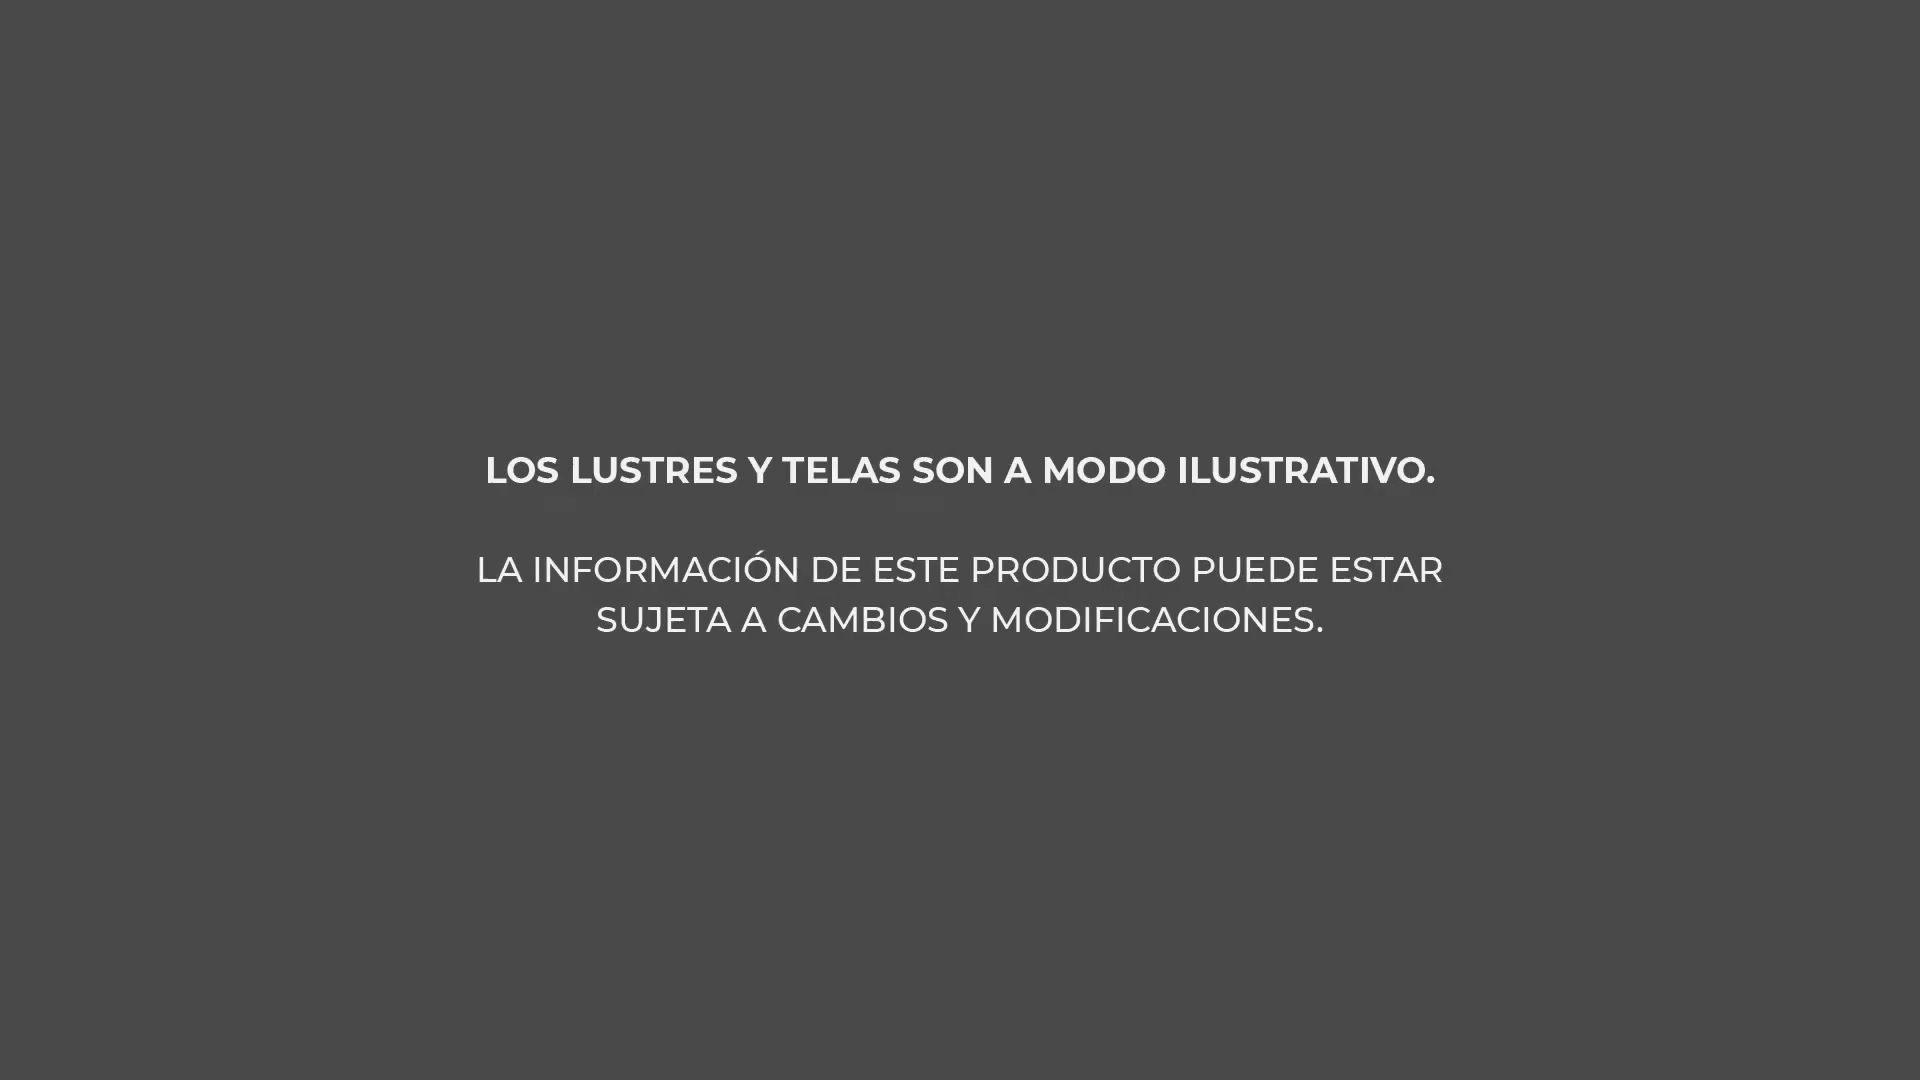 LOS LUSTRES Y TELAS SON A MODO ILUSTRATIVO.
LA INFORMACIÓN DE ESTE PRODUCTO PUEDE ESTAR
SUJETA A CAMBIOS Y MODIFICACIONES.